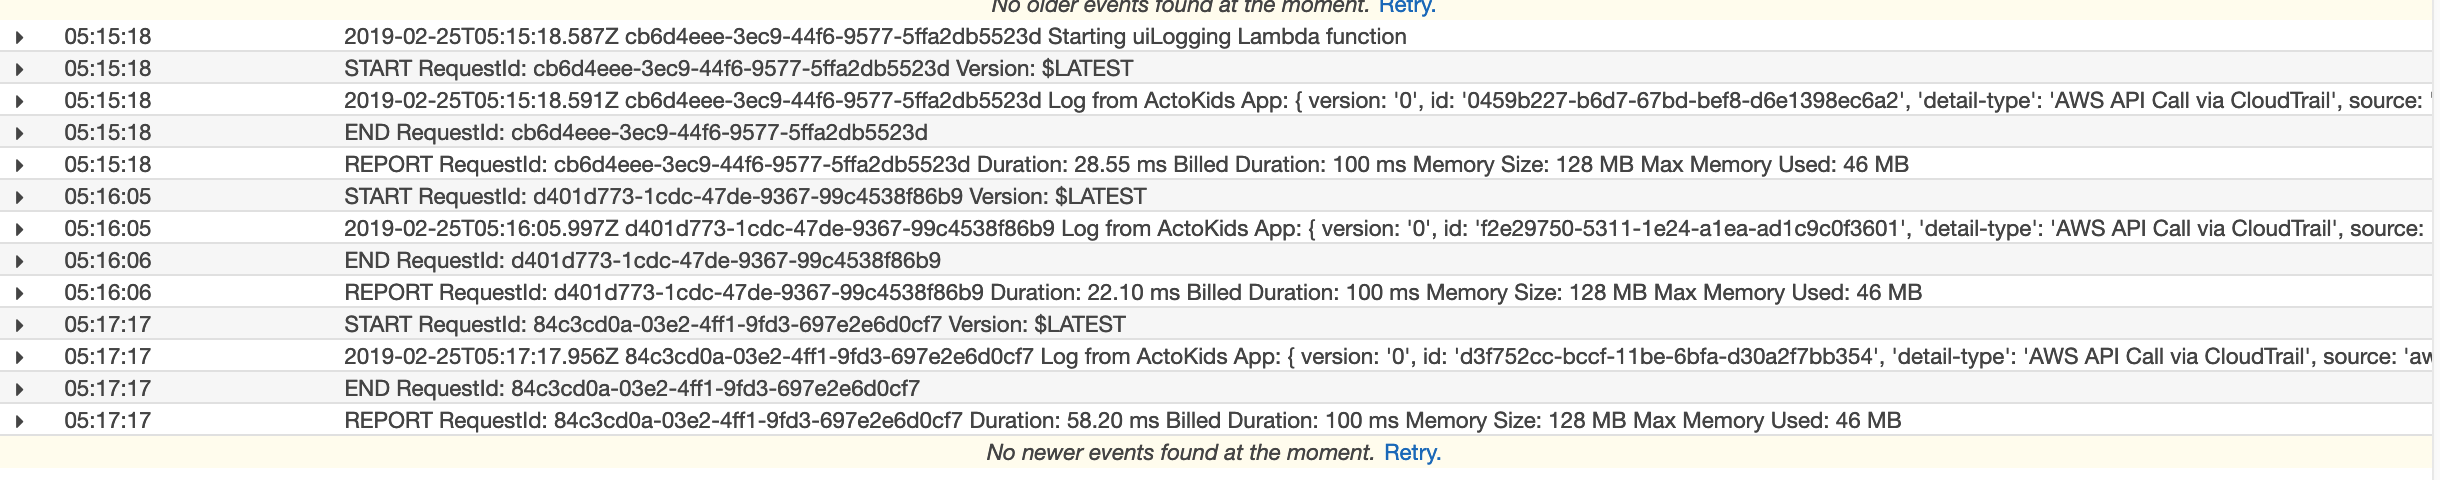 No older events found at the moment. Retry.
05:15:18 2019-02-25T05:15:18.587Z cb6d4eee-3ec9-44f6-9577-5ffa2db5523d Starting uiLogging Lambda function
05:15:18 START RequestId: cb6d4eee-3ec9-44f6-9577-5ffa2db5523d Version: $LATEST
05:15:18 2019-02-25T05:15:18.591Z cb6d4eee-3ec9-44f6-9577-5ffa2db5523d Log from ActoKids App: { version: '0', id: '0459b227-b6d7-67bd-bef8-d6e1398ec6a2', 'detail-type': 'AWS API Call via CloudTrail', source: '
05:15:18 END RequestId: cb6d4eee-3ec9-44f6-9577-5ffa2db5523d
05:15:18 REPORT RequestId: cb6d4eee-3ec9-44f6-9577-5ffa2db5523d Duration: 28.55 ms Billed Duration: 100 ms Memory Size: 128 MB Max Memory Used: 46 MB
05:16:05 START RequestId: d401d773-1cdc-47de-9367-99c4538f86b9 Version: $LATEST
05:16:05 2019-02-25T05:16:05.997Z d401d773-1cdc-47de-9367-99c4538f86b9 Log from ActoKids App: { version: '0', id: 'f2e29750-5311-1e24-a1ea-ad1c9c0f3601', 'detail-type': 'AWS API Call via CloudTrail', source:
05:16:06 END RequestId: d401d773-1cdc-47de-9367-99c4538f86b9
05:16:06 REPORT RequestId: d401d773-1cdc-47de-9367-99c4538f86b9 Duration: 22.10 ms Billed Duration: 100 ms Memory Size: 128 MB Max Memory Used: 46 MB
05:17:17 START RequestId: 84c3cd0a-03e2-4ff1-9fd3-697e2e6d0cf7 Version: $LATEST
05:17:17 2019-02-25T05:17:17.956Z 84c3cd0a-03e2-4ff1-9fd3-697e2e6d0cf7 Log from ActoKids App: { version: '0', id: 'd3f752cc-bccf-11be-6bfa-d30a2f7bb354', 'detail-type': 'AWS API Call via CloudTrail', source: 'aw
05:17:17 END RequestId: 84c3cd0a-03e2-4ff1-9fd3-697e2e6d0cf7
05:17:17 REPORT RequestId: 84c3cd0a-03e2-4ff1-9fd3-697e2e6d0cf7 Duration: 58.20 ms Billed Duration: 100 ms Memory Size: 128 MB Max Memory Used: 46 MB
No newer events found at the moment. Retry.